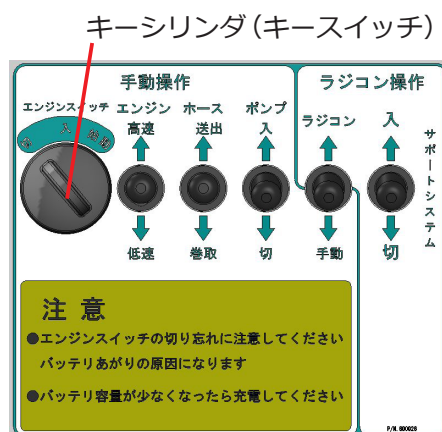 キーシリンダ(キースイッチ)
手動操作
ラジコン操作
エンジンスイッチ
エンジン
ホース
ポンプ
ラジコン
入
高速
送出
入
切 入 始動
サポートシステム
低速
巻取
切
手動
切
注 意
●エンジンスイッチの切り忘れに注意してください
バッテリあがりの原因になります
●バッテリ容量が少なくなったら充電してください
P/N. 600928